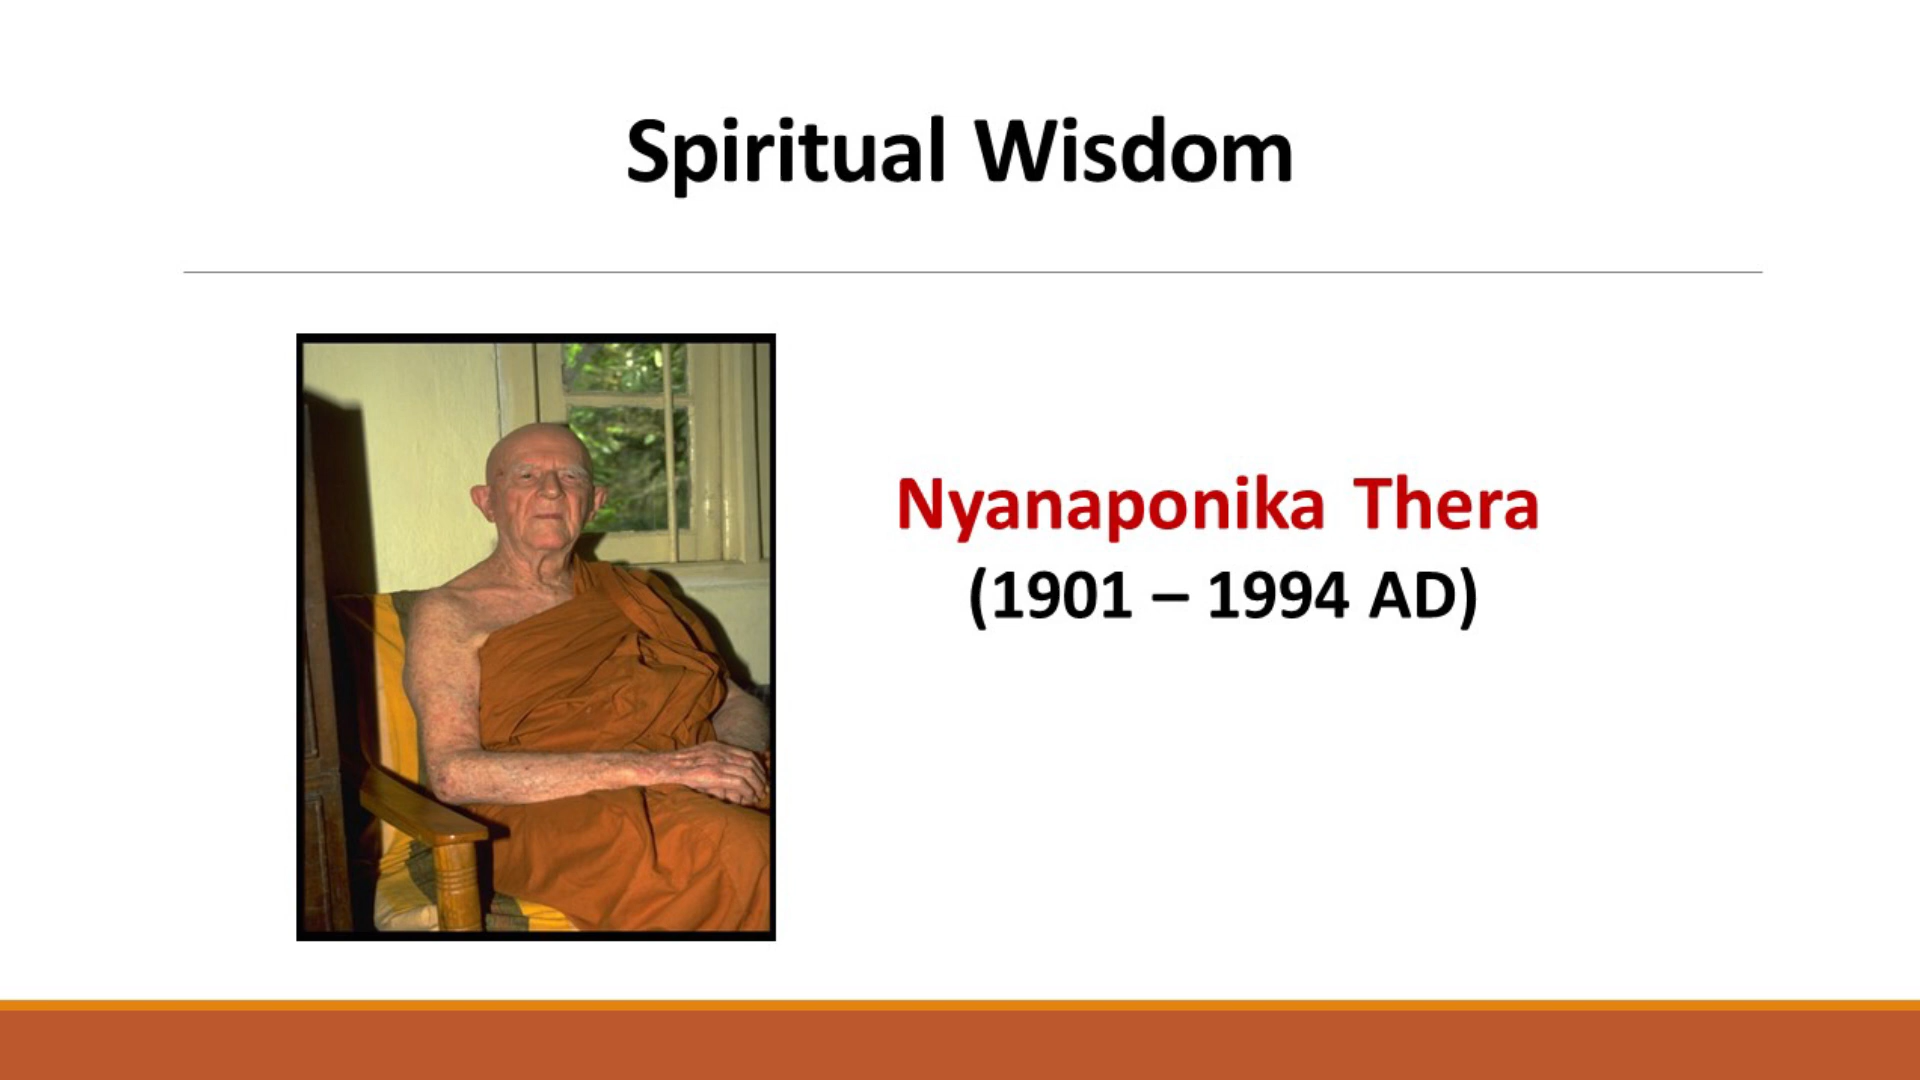 Spiritual Wisdom
Nyanaponika Thera
(1901 – 1994 AD)